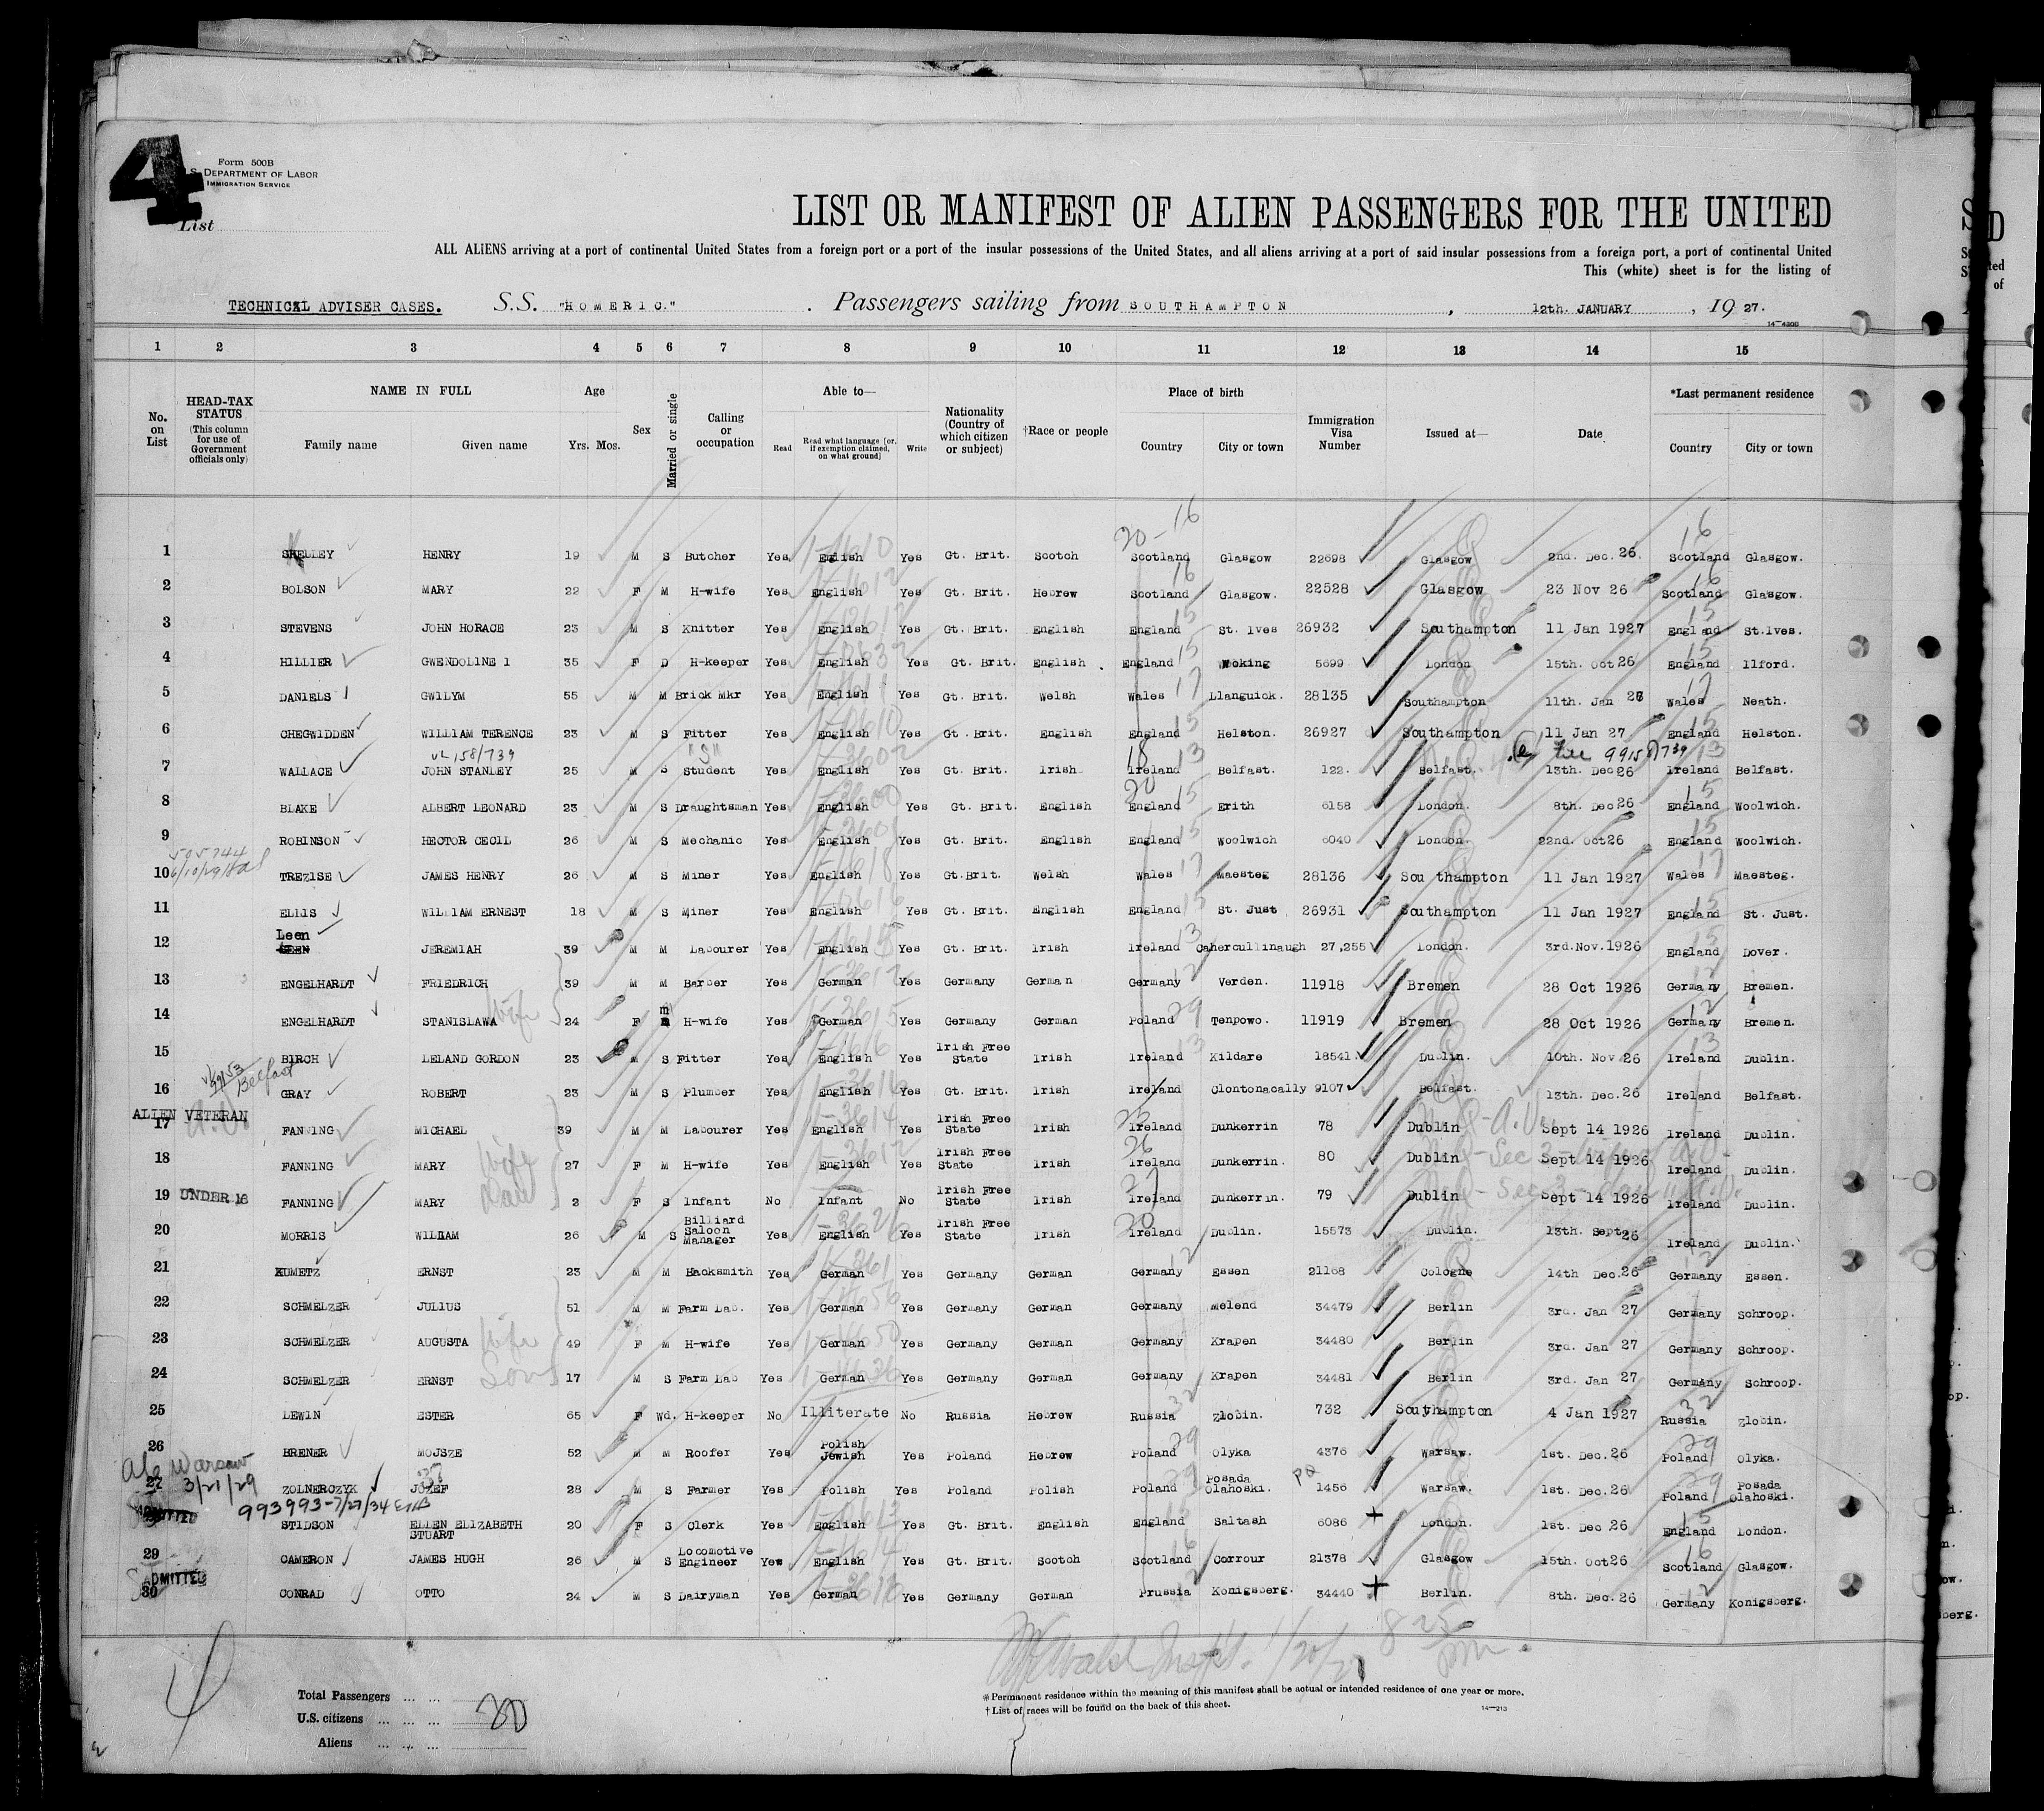 4
Form 500B
S. DEPARTMENT OF LABOR
IMMIGRATION SERVICE
List
LIST OR MANIFEST OF ALIEN PASSENGERS FOR THE UNITED
ALL ALIENS arriving at a port of continental United States from a foreign port or a port of the insular possessions of the United States, and all aliens arriving at a port of said insular possessions from a foreign port, a port of continental United
This (white) sheet is for the listing of
TECHNICAL ADVISER CASES. S.S. "HOMERIC." . Passengers sailing from SOUTHAMPTON , 12th. JANUARY , 19 27.
14-4208
1 2 3 4 5 6 7 8 9 10 11 12 13 14 15
No. on List
HEAD-TAX STATUS (This column for use of Government officials only)
NAME IN FULL Family name Given name
Age Yrs. Mos.
Sex
Married or single
Calling or occupation
Able to— Read Read what language [or, if exemption claimed, on what ground] Write
Nationality (Country of which citizen or subject)
†Race or people
Place of birth Country City or town
Immigration Visa Number
Issued at—
Date
*Last permanent residence Country City or town
1 SHELLEY HENRY 19 M S Butcher Yes English Yes Gt. Brit. Scotch Scotland Glasgow 22698 Glasgow 2nd. Dec. 26. Scotland Glasgow.
2 BOLSON MARY 22 F M H-wife Yes English Yes Gt. Brit. Hebrew Scotland Glasgow. 22528 Glasgow 23 Nov 26 Scotland Glasgow.
3 STEVENS JOHN HORACE 23 M S Knitter Yes English Yes Gt. Brit. English England St. Ives 26932 Southampton 11 Jan 1927 England St.Ives.
4 HILLIER GWENDOLINE I 35 F D H-keeper Yes English Yes Gt. Brit. English England Woking 5699 London 15th. Oct 26 England Ilford.
5 DANIELS GWILYM 55 M M Brick Mkr Yes English Yes Gt. Brit. Welsh Wales Llanguick. 28135 Southampton 11th. Jan 27 Wales Neath.
6 CHEGWIDDEN WILLIAM TERENCE 23 M S Fitter Yes English Yes Gt. Brit. English England Helston. 26927 Southampton 11 Jan 27 England Helston.
7 WALLACE JOHN STANLEY 25 M S Student Yes English Yes Gt. Brit. Irish Ireland Belfast. 122. Belfast. 13th. Dec 26 Ireland Belfast.
8 BLAKE ALBERT LEONARD 23 M S Draughtsman Yes English Yes Gt. Brit. English England Erith 6158 London. 8th. Dec 26 England Woolwich.
9 ROBINSON HECTOR CECIL 26 M S Mechanic Yes English Yes Gt. Brit. English England Woolwich 6040 London. 22nd. Oct 26 England Woolwich.
10 TREZISE JAMES HENRY 26 M S Miner Yes English Yes Gt.Brit. Welsh Wales Maesteg 28136 Sou thampton 11 Jan 1927 Wales Maesteg.
11 ELLIS WILLIAM ERNEST 18 M S Miner Yes English Yes Gt. Brit. English England St. Just 26931 Southampton 11 Jan 1927 England St. Just.
Leen
12 JEREMIAH 39 M M Labourer Yes English Yes Gt. Brit. Irish Ireland Cahercullinaugh 27,255 London. 3rd.Nov.1926 England Dover.
13 ENGELHARDT FRIEDRICH 39 M M Barber Yes German Yes Germany German Germany Verden. 11918 Bremen 28 Oct 1926 Germany Bremen.
14 ENGELHARDT STANISLAWA Wife 24 F m H-wife Yes German Yes Germany German Poland Tenpowo. 11919 Bremen 28 Oct 1926 Germany Bremen.
15 BIRCH LELAND GORDON 23 M S Fitter Yes English Yes Irish Free State Irish Ireland Kildare 18541. Dublin. 10th. Nov 26 Ireland Dublin.
16 GRAY ROBERT 23 M S Plumber Yes English Yes Gt. Brit. Irish Ireland Clontonacally 9107 Belfast. 13th. Dec. 26 Ireland Belfast.
ALIEN VETERAN
17 FANNING MICHAEL 39 M M Labourer Yes English Yes Irish Free State Irish Ireland Dunkerrin 78 Dublin Sept 14 1926 Ireland Dublin.
18 FANNING MARY Wife 27 F M H-wife Yes English Yes Irish Free State Irish Ireland Dunkerrin. 80 Dublin Sept 14 1926 Ireland Dublin.
19 UNDER 16 FANNING MARY Dau 2 F S Infant No Infant No Irish Free State Irish Ireland Dunkerrin. 79 Dublin Sept 14 1926 Ireland Dublin.
20 MORRIS WILLIAM 26 M S Billiard Saloon Manager Yes English Yes Irish Free State Irish Ireland Dublin. 15573 Dublin. 13th. Sept 26 Ireland Dublin.
21 KUMETZ ERNST 23 M M Backsmith Yes German Yes Germany German Germany Essen 21168 Cologne 14th Dec. 26 Germany Essen.
22 SCHMELZER JULIUS 51 M M Farm Lab. Yes German Yes Germany German Germany Melend 34479 Berlin 3rd. Jan 27 Germany Schroop.
23 SCHMELZER AUGUSTA Wife 49 F M H-wife Yes German Yes Germany German Germany Krapen 34480 Berlin 3rd. Jan 27 Germany Schroop.
24 SCHMELZER ERNST Son 17 M S Farm Lab Yes German Yes Germany German Germany Krapen 34481 Berlin 3rd. Jan 27 Germany Schroop.
25 LEWIN ESTER 65 F Wd. H-keeper No Illiterate No Russia Hebrew Russia Zlobin. 732 Southampton 4 Jan 1927 Russia Zlobin.
26 BRENER MOJSZE 52 M M Roofer Yes Polish Jewish Yes Poland Hebrew Poland Olyka 4376 Warsaw. 1st. Dec. 26 Poland Olyka.
Warsaw 3/21/29
27 ZOLNERCZYK JOZEF 28 M S Farmer Yes Polish Yes Poland Polish Poland Posada Olahoski. 1456 Warsaw. 1st. Dec. 26 Poland Posada Olahoski.
993993-7/27/34
ADMITTED STIDSON ELLEN ELIZABETH STUART 20 F S Clerk Yes English Yes Gt. Brit. English England Saltash 6086 London. 1st. Dec 26 England London.
29 CAMERON JAMES HUGH 26 M S Locomotive Engineer Yes English Yes Gt. Brit. Scotch Scotland Corrour 21378 Glasgow 15th. Oct 26 Scotland Glasgow.
ADMITTED
30 CONRAD OTTO 24 M S Dairyman Yes German Yes Germany German Prussia Konigsberg. 34440 Berlin. 8th. Dec. 26 Germany Konigsberg.
Total Passengers ... ...
U.S. citizens ... ... ... 30
Aliens ... ... ...
※ Permanent residence within the meaning of this manifest shall be actual or intended residence of one year or more.
† List of races will be found on the back of this sheet.
14-213